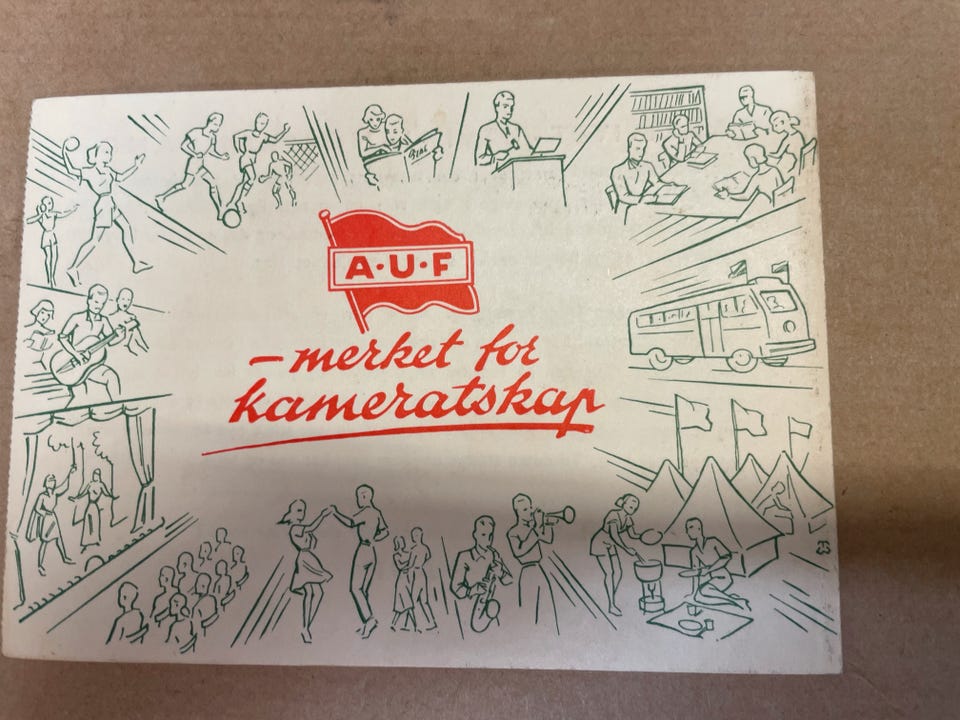 A·U·F
– merket for
kameratskap